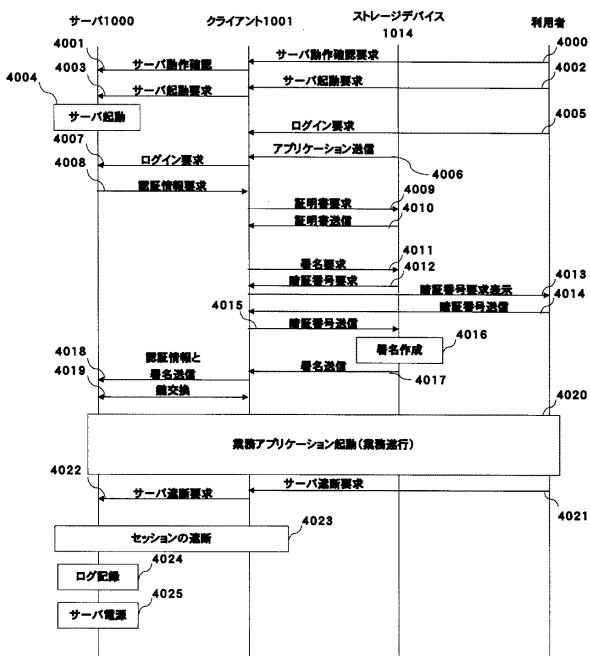 サーバ1000
クライアント1001
ストレージデバイス
1014
利用者
4000
4001
サーバ動作確認要求
サーバ動作確認
4002
4003
サーバ起動要求
サーバ起動要求
4004
サーバ起動
4005
ログイン要求
4007
アプリケーション送信
4006
ログイン要求
4008
認証情報要求
4009
証明書要求
4010
証明書送信
4011
署名要求
4012
暗証番号要求
4013
暗証番号要求表示
4014
暗証番号送信
4015
暗証番号送信
4016
署名作成
4018
認証情報と
署名送信
署名送信
4017
4019
鍵交換
4020
業務アプリケーション起動(業務遂行)
4022
サーバ遮断要求
サーバ遮断要求
4021
4023
セッションの遮断
4024
ログ記録
4025
サーバ電源